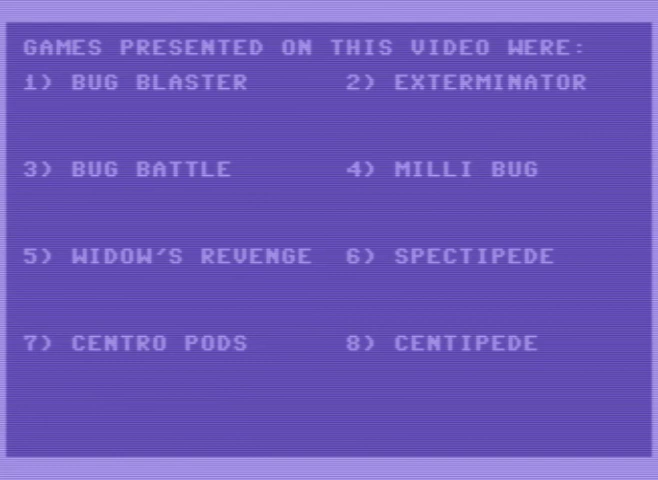 GAMES PRESENTED ON THIS VIDEO WERE:
1) BUG BLASTER 2) EXTERMINATOR
3) BUG BATTLE 4) MILLI BUG
5) WIDOW'S REVENGE 6) SPECTIPEDE
7) CENTRO PODS 8) CENTIPEDE